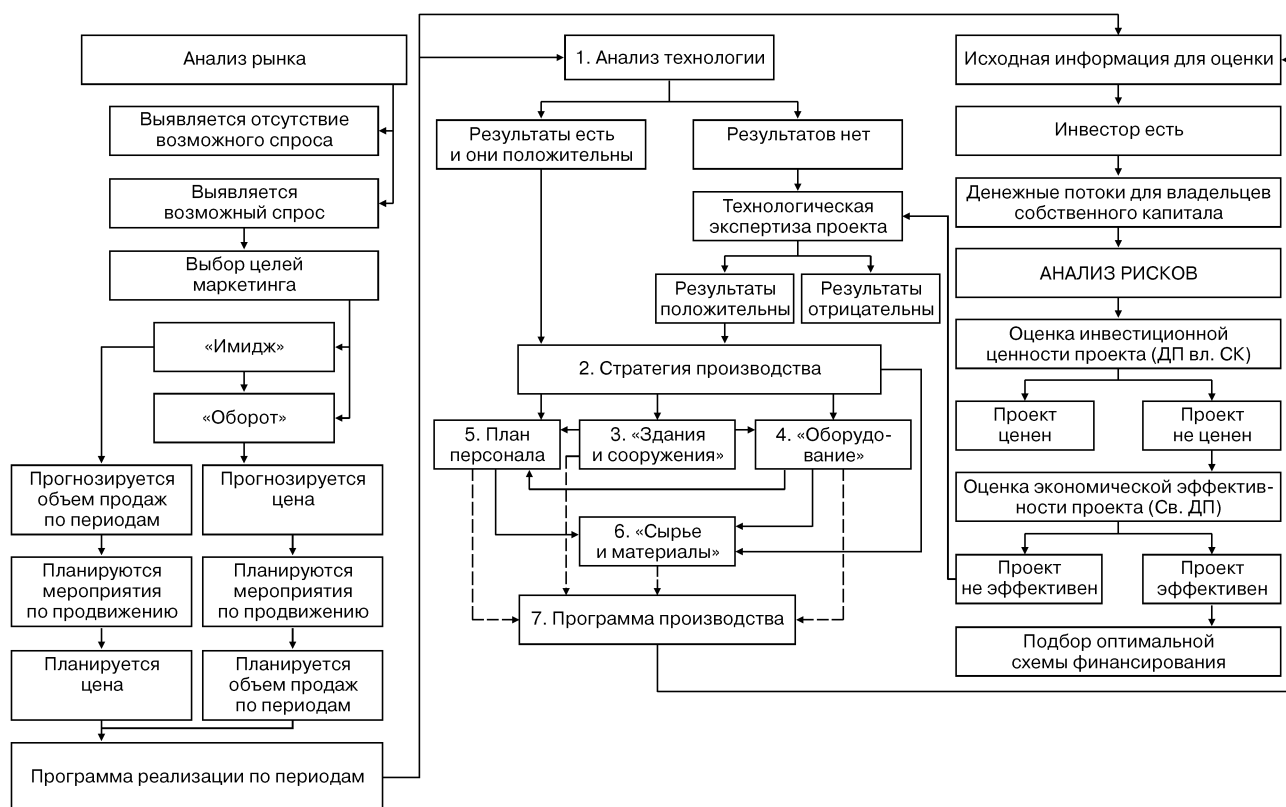 Анализ рынка
Выявляется отсутствие
возможного спроса
Выявляется
возможный спрос
Выбор целей
маркетинга
«Имидж»
«Оборот»
Прогнозируется
объем продаж
по периодам
Прогнозируется
цена
Планируются
мероприятия
по продвижению
Планируются
мероприятия
по продвижению
Планируется
цена
Планируется
объем продаж
по периодам
Программа реализации по периодам
1. Анализ технологии
Результаты есть
и они положительны
Результатов нет
Технологическая
экспертиза проекта
Результаты
положительны
Результаты
отрицательны
2. Стратегия производства
5. План
персонала
3. «Здания
и сооружения»
4. «Оборудо-
вание»
6. «Сырье
и материалы»
7. Программа производства
Исходная информация для оценки
Инвестор есть
Денежные потоки для владельцев
собственного капитала
АНАЛИЗ РИСКОВ
Оценка инвестиционной
ценности проекта (ДП вл. СК)
Проект
ценен
Проект
не ценен
Оценка экономической эффектив-
ности проекта (Св. ДП)
Проект
не эффективен
Проект
эффективен
Подбор оптимальной
схемы финансирования